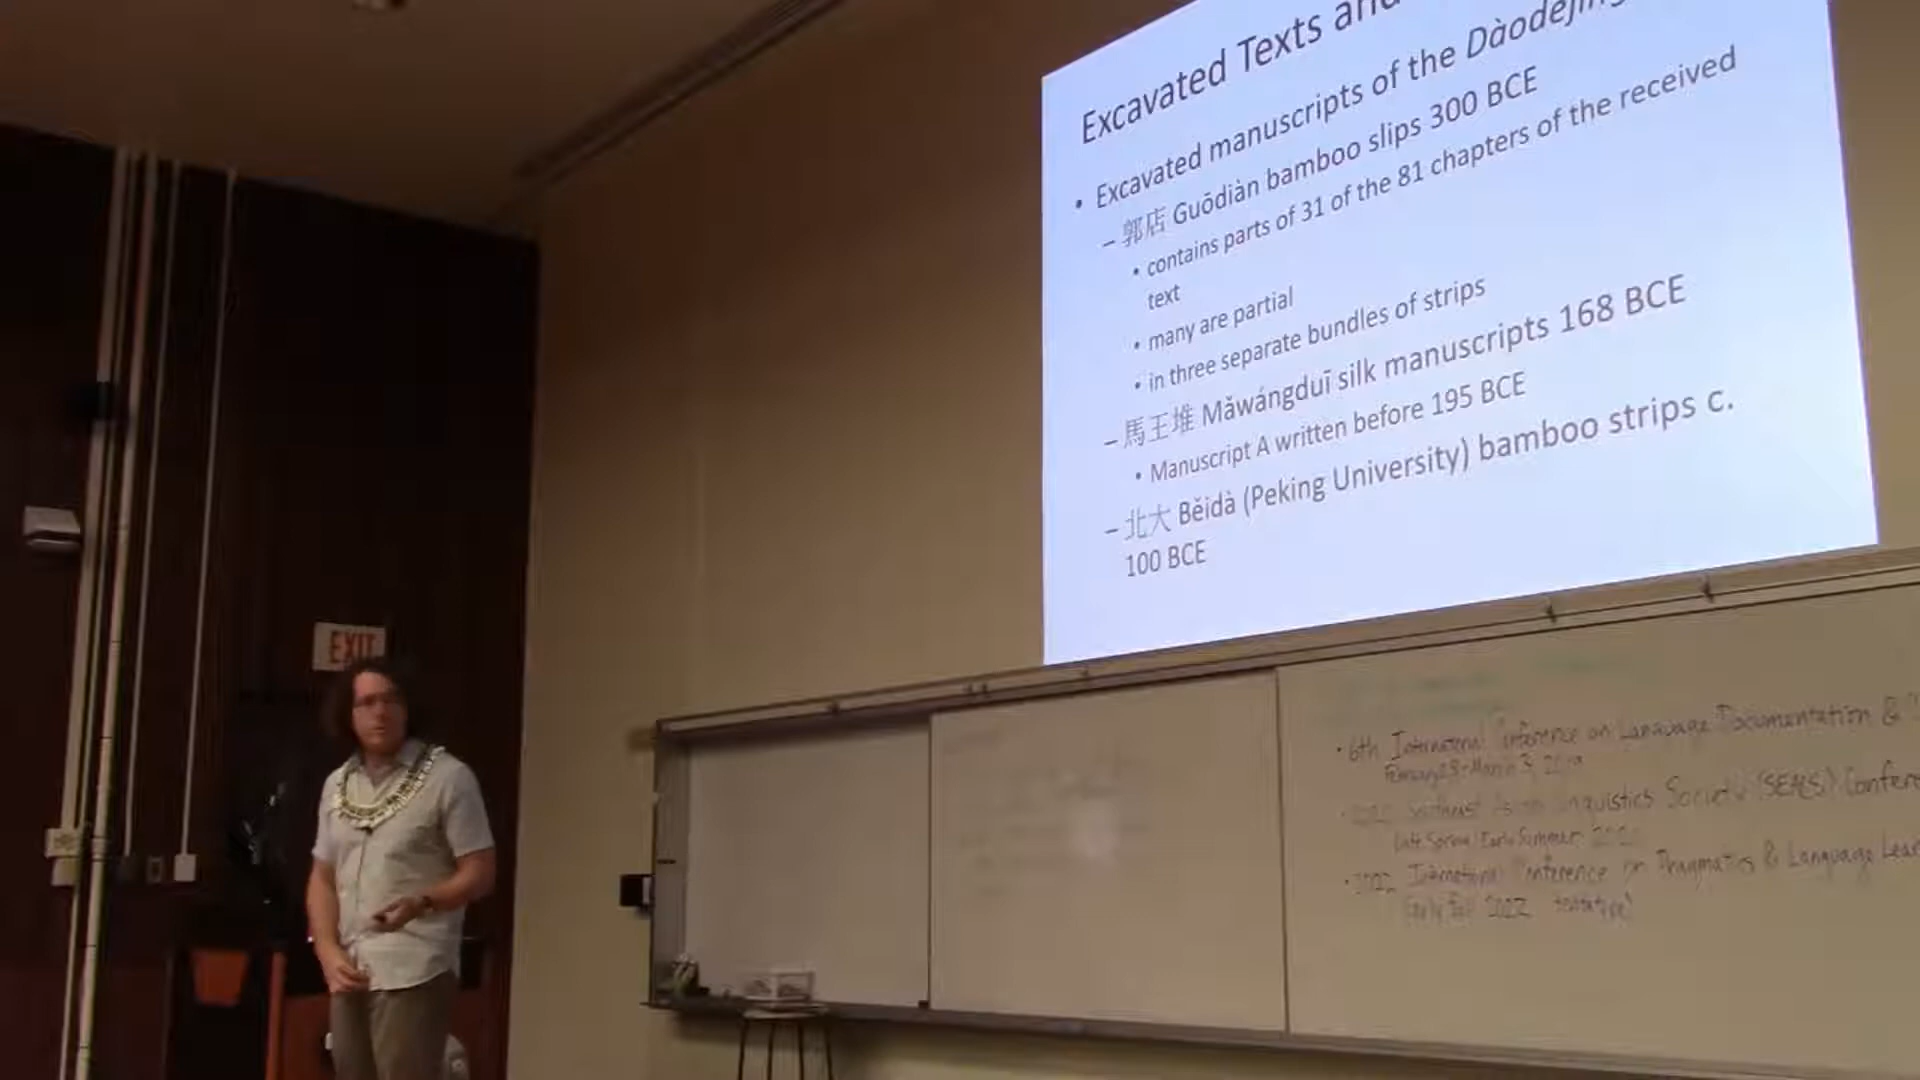 Excavated Texts and
• Excavated manuscripts of the Dàodéjīng
– 郭店 Guōdiàn bamboo slips 300 BCE
• contains parts of 31 of the 81 chapters of the received
text
• many are partial
• in three separate bundles of strips
– 馬王堆 Mǎwángduī silk manuscripts 168 BCE
• Manuscript A written before 195 BCE
– 北大 Běidà (Peking University) bamboo strips c.
100 BCE
EXIT
• 6th International Conference on Language Documentation &
February 28-March 3, 2019
Southeast Asian Linguistics Society (SEALS) Conference
Late Spring/Early Summer
• 2022 International Conference on Pragmatics & Language Lear
Early Fall 2022 tentative)